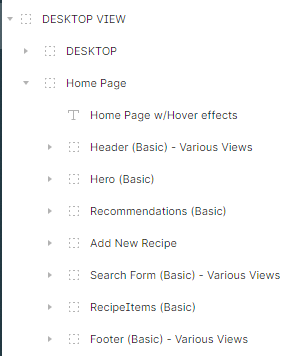 DESKTOP VIEW
DESKTOP
Home Page
Home Page w/Hover effects
Header (Basic) - Various Views
Hero (Basic)
Recommendations (Basic)
Add New Recipe
Search Form (Basic) - Various Views
RecipeItems (Basic)
Footer (Basic) - Various Views